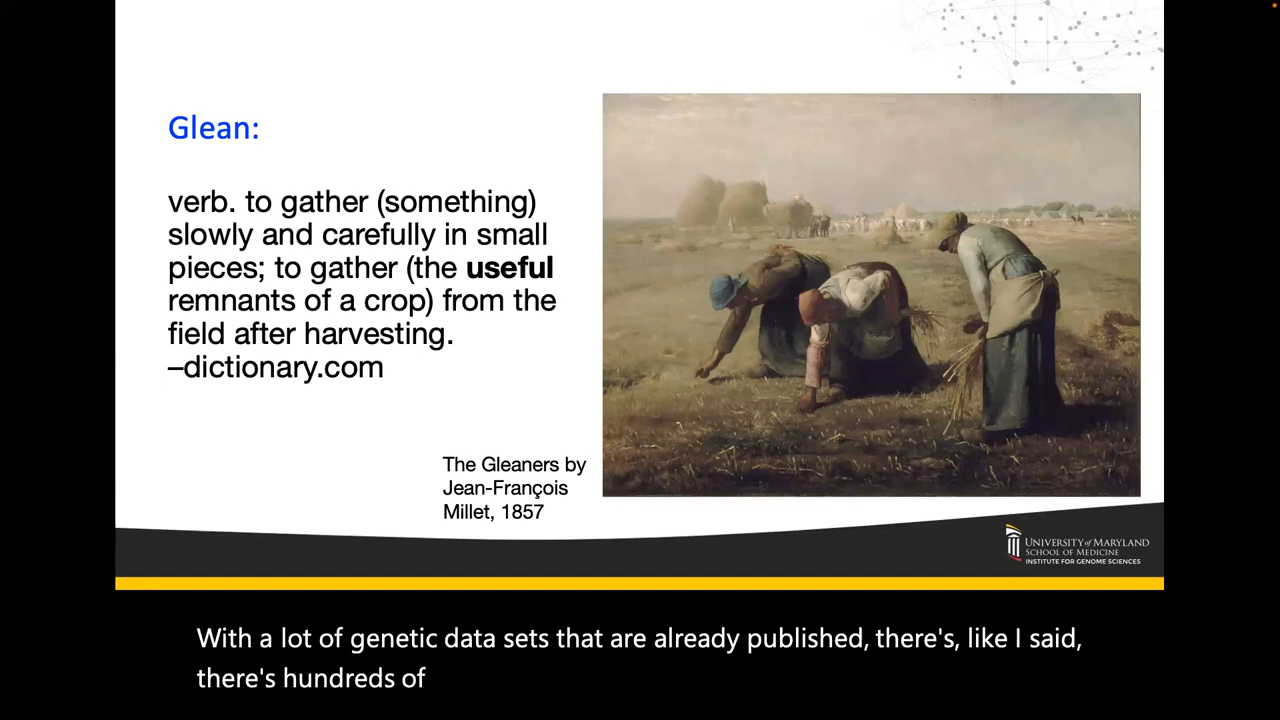 Glean:
verb. to gather (something)
slowly and carefully in small
pieces; to gather (the useful
remnants of a crop) from the
field after harvesting.
–dictionary.com
The Gleaners by
Jean-François
Millet, 1857
UNIVERSITY of MARYLAND
SCHOOL OF MEDICINE
INSTITUTE FOR GENOME SCIENCES
With a lot of genetic data sets that are already published, there's, like I said,
there's hundreds of